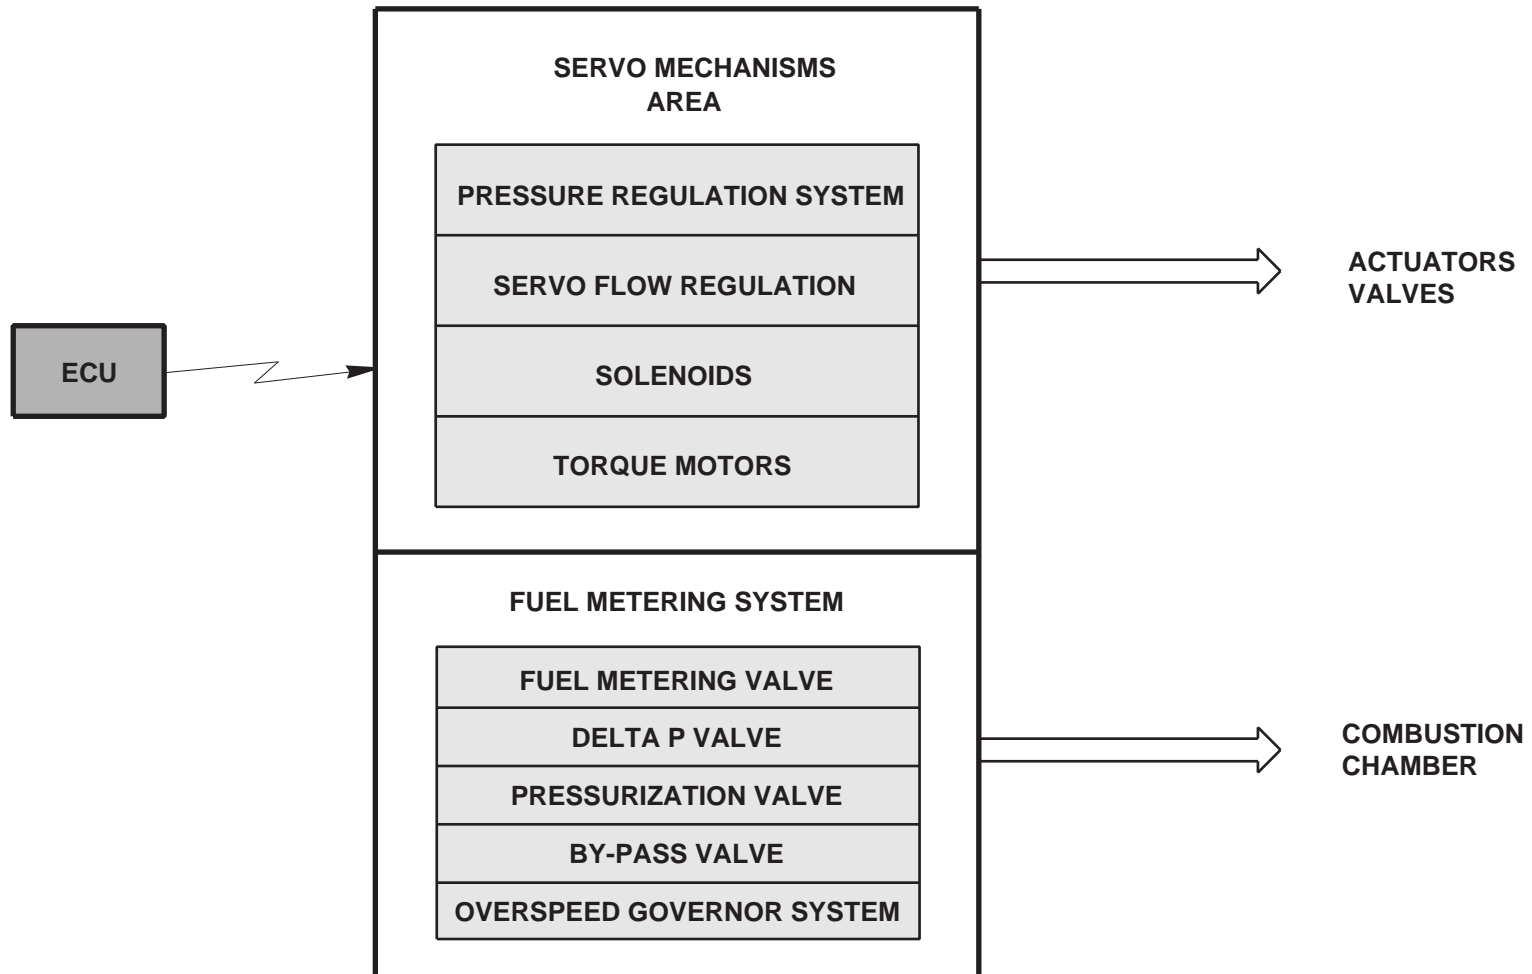 SERVO MECHANISMS
AREA
PRESSURE REGULATION SYSTEM
SERVO FLOW REGULATION
SOLENOIDS
TORQUE MOTORS
ECU
ACTUATORS
VALVES
FUEL METERING SYSTEM
FUEL METERING VALVE
DELTA P VALVE
PRESSURIZATION VALVE
BY-PASS VALVE
OVERSPEED GOVERNOR SYSTEM
COMBUSTION
CHAMBER